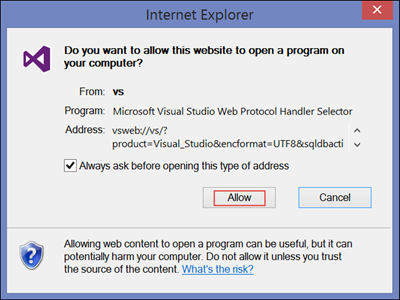 Internet Explorer
Do you want to allow this website to open a program on
your computer?
From: vs
Program: Microsoft Visual Studio Web Protocol Handler Selector
Address: vsweb://vs/?
product=Visual_Studio&encformat=UTF8&sqldbacti
Always ask before opening this type of address
Allow Cancel
Allowing web content to open a program can be useful, but it can
potentially harm your computer. Do not allow it unless you trust
the source of the content. What's the risk?